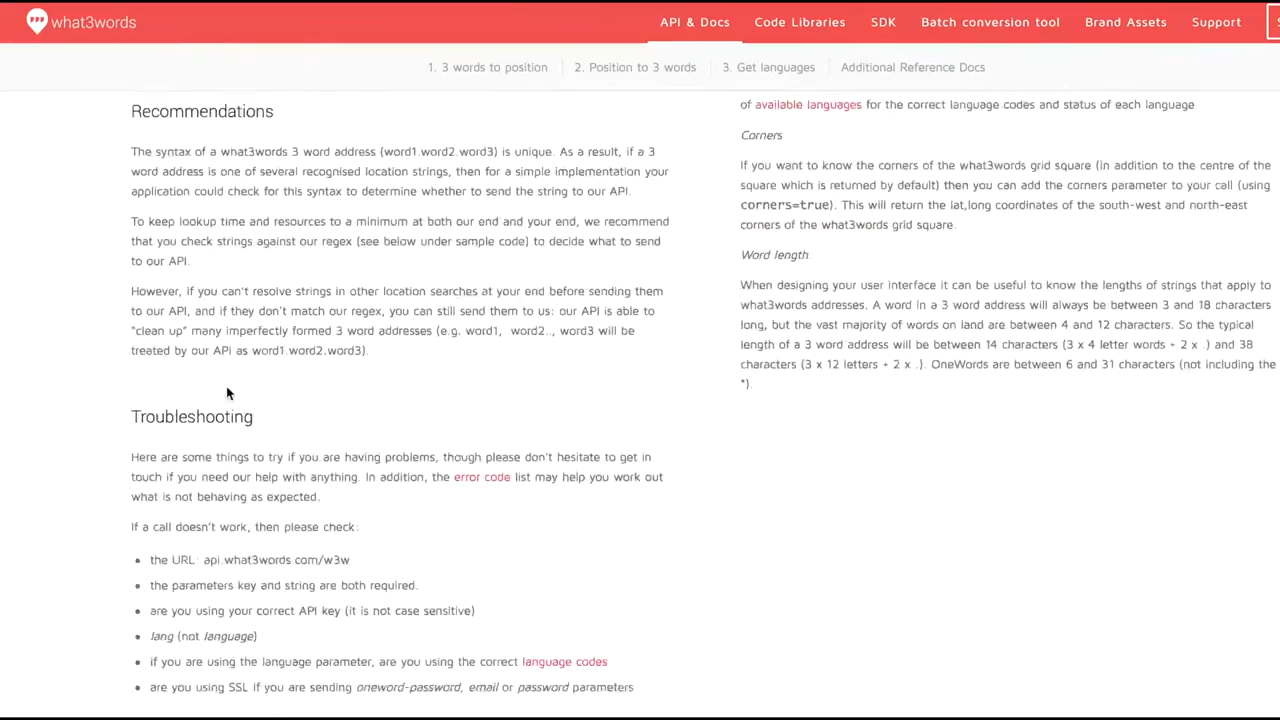 what3words
API & Docs
Code Libraries
SDK
Batch conversion tool
Brand Assets
Support
1. 3 words to position
2. Position to 3 words
3. Get languages
Additional Reference Docs
Recommendations
The syntax of a what3words 3 word address (word1.word2.word3) is unique. As a result, if a 3
word address is one of several recognised location strings, then for a simple implementation your
application could check for this syntax to determine whether to send the string to our API.
To keep lookup time and resources to a minimum at both our end and your end, we recommend
that you check strings against our regex (see below under sample code) to decide what to send
to our API.
However, if you can't resolve strings in other location searches at your end before sending them
to our API, and if they don't match our regex, you can still send them to us: our API is able to
"clean up" many imperfectly formed 3 word addresses (e.g. word1, word2.., word3 will be
treated by our API as word1.word2.word3).
Troubleshooting
Here are some things to try if you are having problems, though please don't hesitate to get in
touch if you need our help with anything. In addition, the error code list may help you work out
what is not behaving as expected.
If a call doesn't work, then please check:
• the URL: api.what3words.com/w3w
• the parameters key and string are both required.
• are you using your correct API key (it is not case sensitive)
• lang (not language)
• if you are using the language parameter, are you using the correct language codes
• are you using SSL if you are sending oneword-password, email or password parameters
of available languages for the correct language codes and status of each language
Corners
If you want to know the corners of the what3words grid square (in addition to the centre of the
square which is returned by default) then you can add the corners parameter to your call (using
corners=true). This will return the lat,long coordinates of the south-west and north-east
corners of the what3words grid square.
Word length
When designing your user interface it can be useful to know the lengths of strings that apply to
what3words addresses. A word in a 3 word address will always be between 3 and 18 characters
long, but the vast majority of words on land are between 4 and 12 characters. So the typical
length of a 3 word address will be between 14 characters (3 x 4 letter words + 2 x .) and 38
characters (3 x 12 letters + 2 x .). OneWords are between 6 and 31 characters (not including the
*).